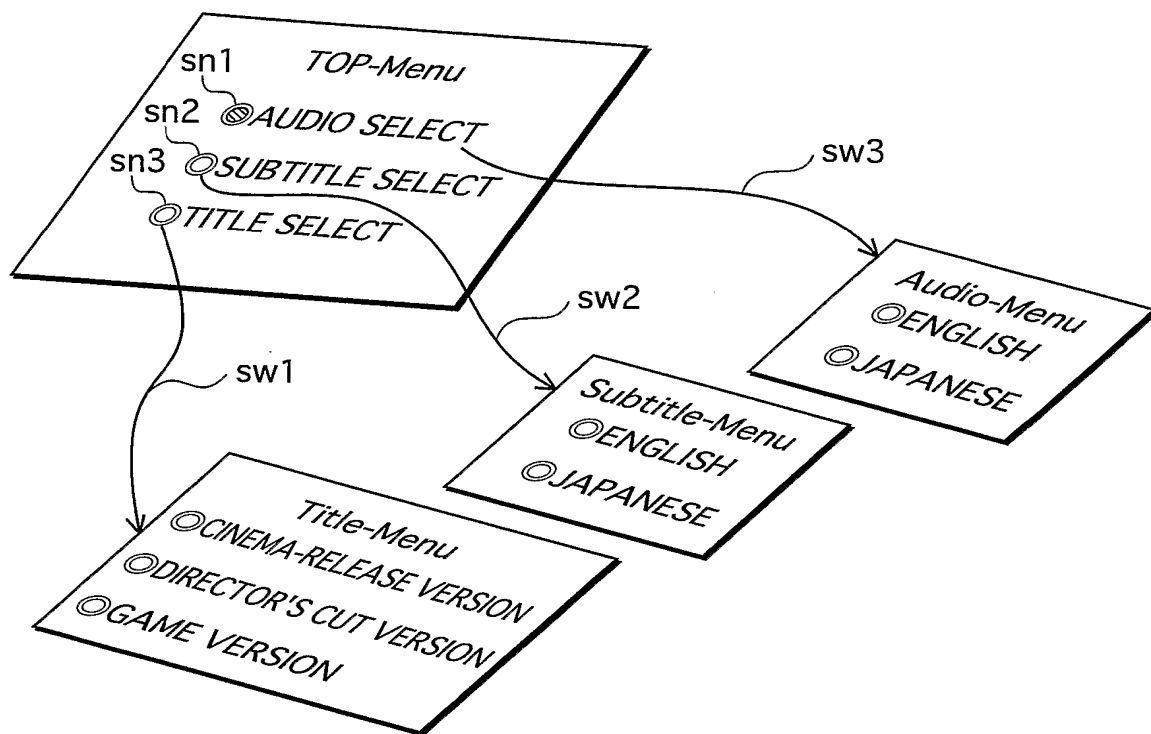 TOP-Menu
sn1
AUDIO SELECT
sn2
SUBTITLE SELECT
sn3
TITLE SELECT
sw3
sw2
sw1
Audio-Menu
ENGLISH
JAPANESE
Subtitle-Menu
ENGLISH
JAPANESE
Title-Menu
CINEMA-RELEASE VERSION
DIRECTOR'S CUT VERSION
GAME VERSION